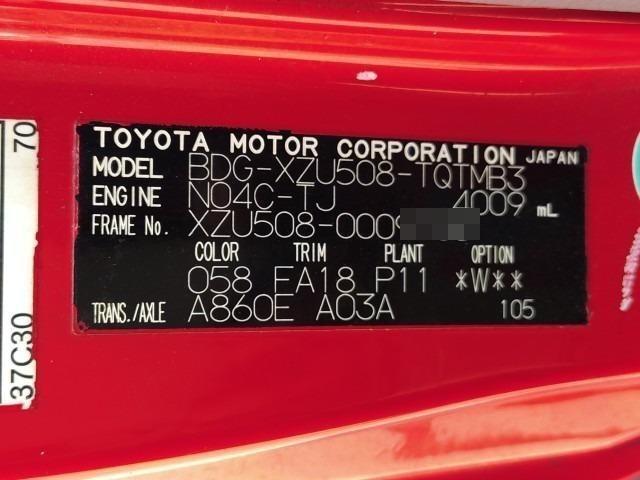 TOYOTA MOTOR CORPORATION JAPAN
MODEL BDG-XZU508-TQTMB3
ENGINE N04C-TJ 4009 mL
FRAME No. XZU508-0009
COLOR TRIM PLANT OPTION
058 FA18 P11 *W**
TRANS./AXLE A860E A03A 105
37C30 70